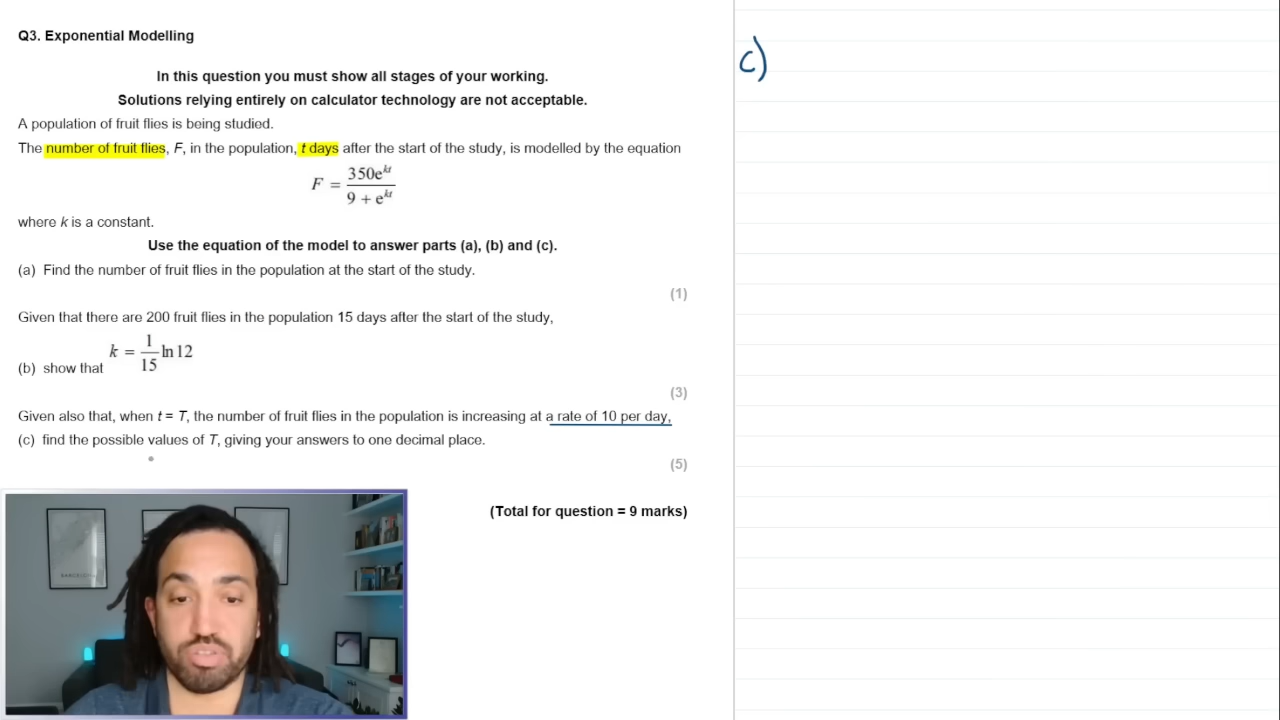 Q3. Exponential Modelling
c)
In this question you must show all stages of your working.
Solutions relying entirely on calculator technology are not acceptable.
A population of fruit flies is being studied.
The number of fruit flies, F, in the population, t days after the start of the study, is modelled by the equation
F = 350e^{kt} / (9 + e^{kt})
where k is a constant.
Use the equation of the model to answer parts (a), (b) and (c).
(a) Find the number of fruit flies in the population at the start of the study.
(1)
Given that there are 200 fruit flies in the population 15 days after the start of the study,
(b) show that k = 1/15 ln 12
(3)
Given also that, when t = T, the number of fruit flies in the population is increasing at a rate of 10 per day,
(c) find the possible values of T, giving your answers to one decimal place.
(5)
(Total for question = 9 marks)